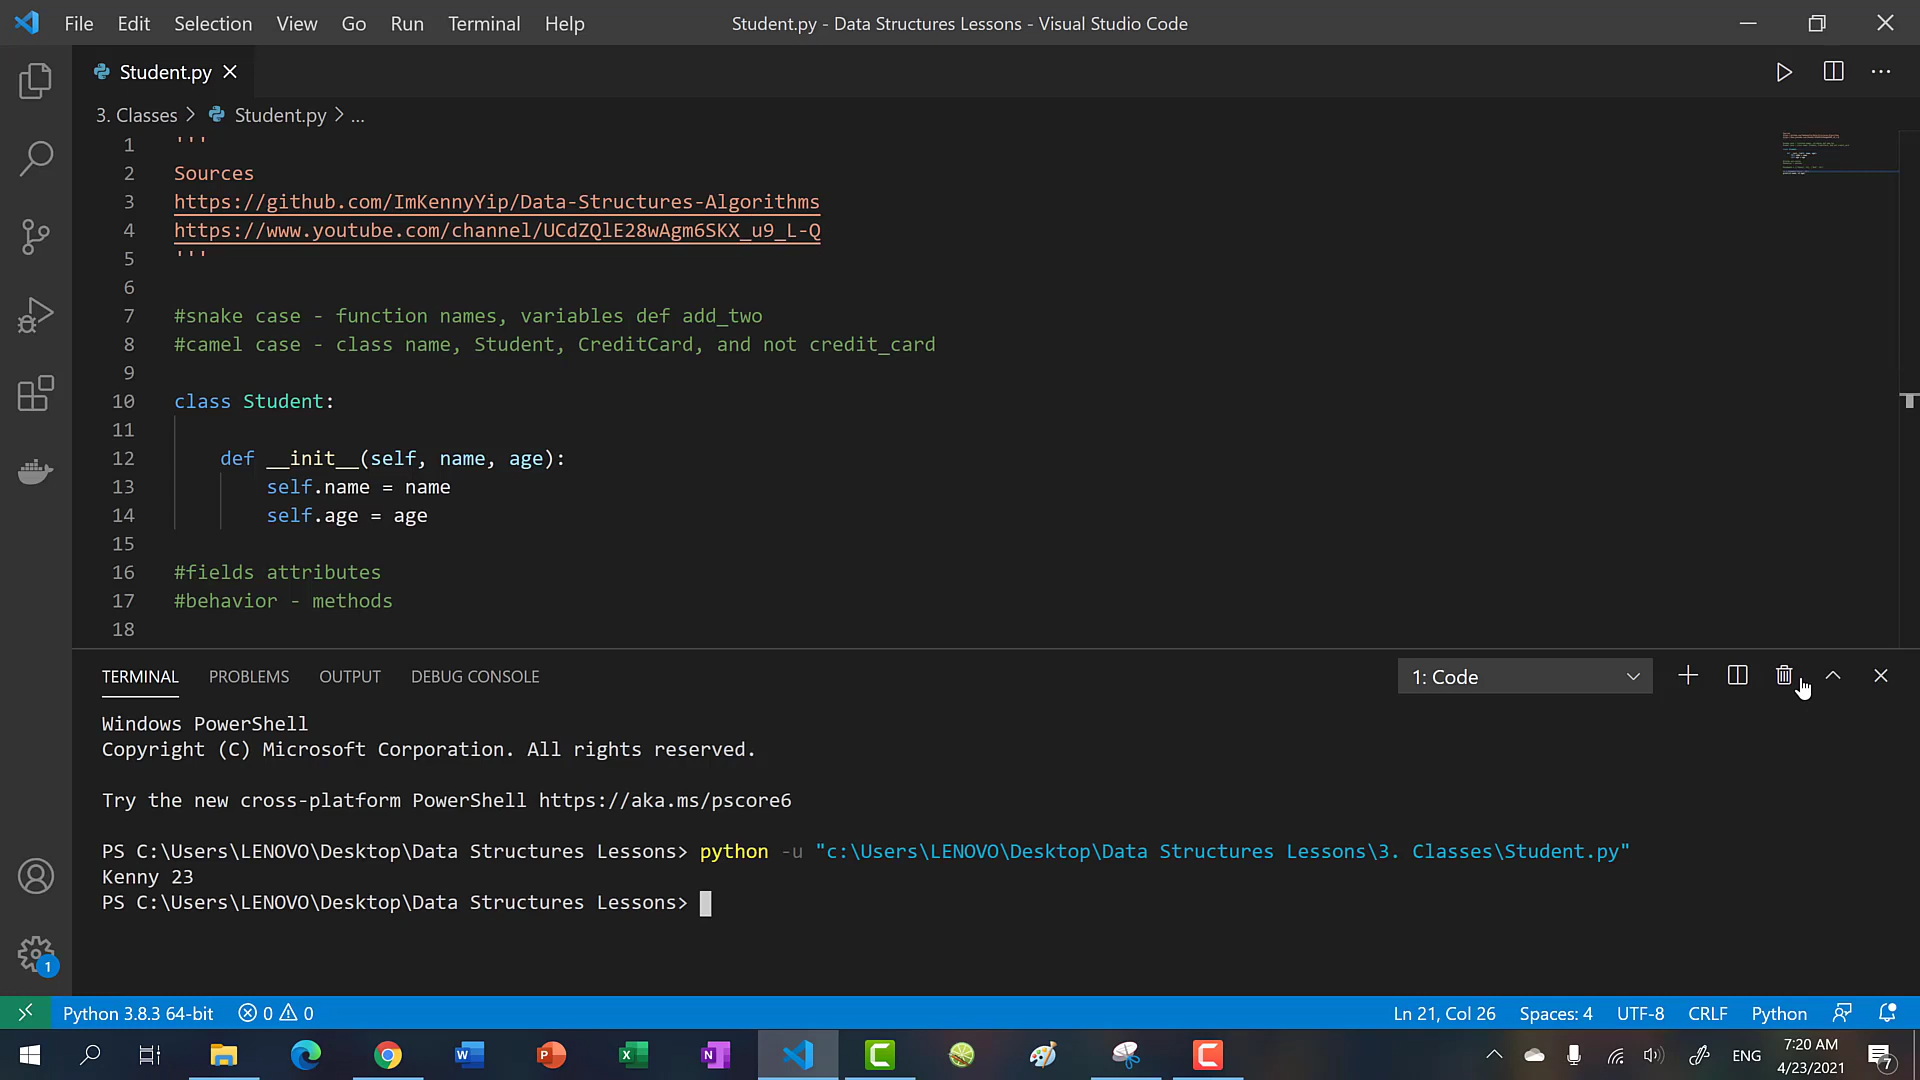 File Edit Selection View Go Run Terminal Help
Student.py - Data Structures Lessons - Visual Studio Code
Student.py
3. Classes > Student.py > ...
1 '''
2 Sources
3 https://github.com/ImKennyYip/Data-Structures-Algorithms
4 https://www.youtube.com/channel/UCdZQlE28wAgm6SKX_u9_L-Q
5 '''
6
7 #snake case - function names, variables def add_two
8 #camel case - class name, Student, CreditCard, and not credit_card
9
10 class Student:
11
12 def __init__(self, name, age):
13 self.name = name
14 self.age = age
15
16 #fields attributes
17 #behavior - methods
18
TERMINAL PROBLEMS OUTPUT DEBUG CONSOLE
1: Code
Windows PowerShell
Copyright (C) Microsoft Corporation. All rights reserved.
Try the new cross-platform PowerShell https://aka.ms/pscore6
PS C:\Users\LENOVO\Desktop\Data Structures Lessons> python -u "c:\Users\LENOVO\Desktop\Data Structures Lessons\3. Classes\Student.py"
Kenny 23
PS C:\Users\LENOVO\Desktop\Data Structures Lessons>
1
Python 3.8.3 64-bit 0 0
Ln 21, Col 26 Spaces: 4 UTF-8 CRLF Python
ENG
7:20 AM
4/23/2021
7